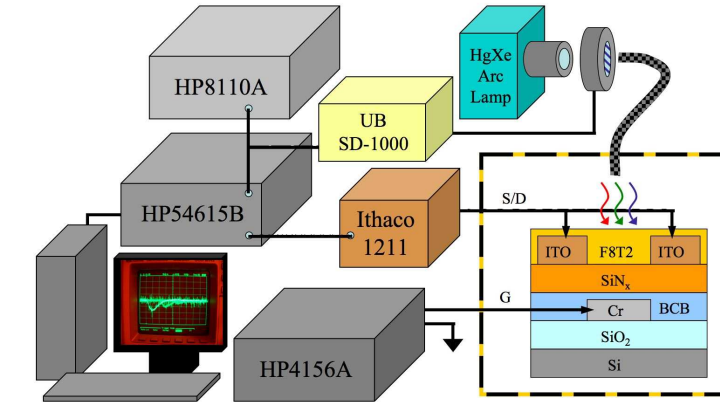 HP8110A
HgXe
Arc
Lamp
UB
SD-1000
HP54615B
Ithaco
1211
S/D
ITO
F8T2
ITO
SiNₓ
G
Cr
BCB
SiO₂
HP4156A
Si